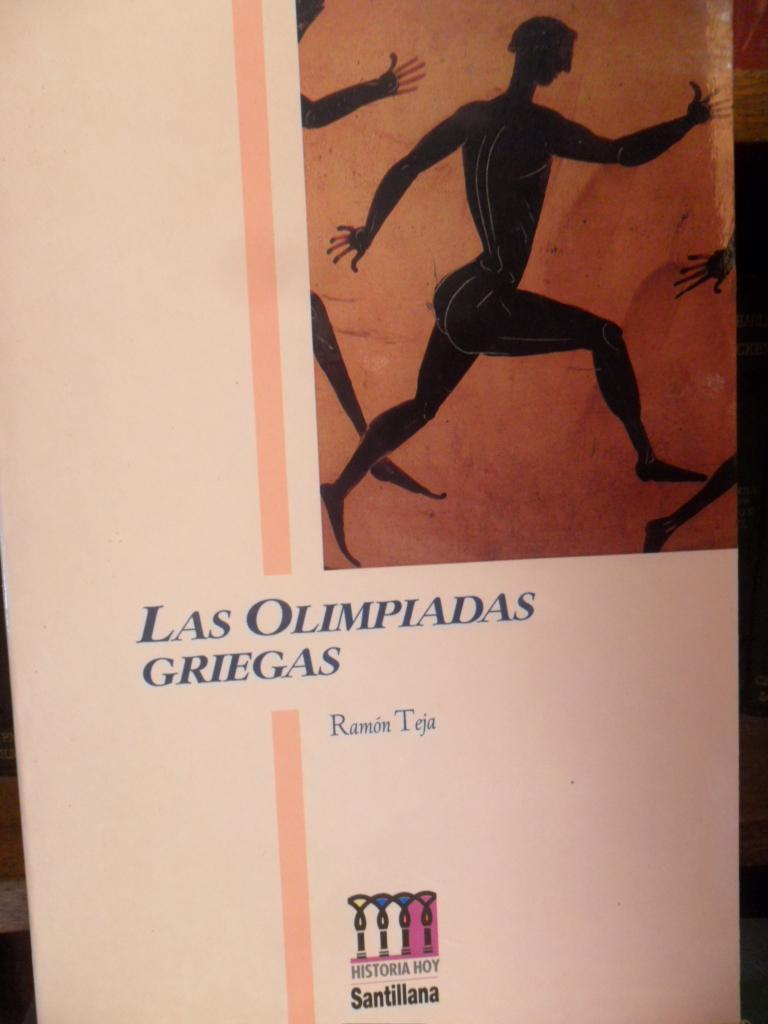 LAS OLIMPIADAS
GRIEGAS
Ramón Teja
HISTORIA HOY
Santillana